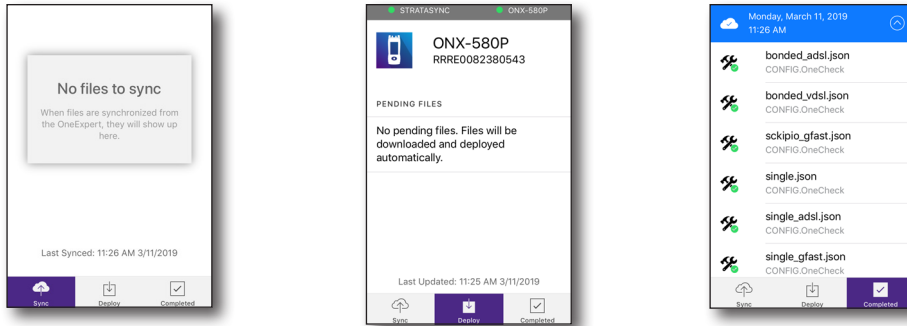 No files to sync
When files are synchronized from
the OneExpert, they will show up
here.
Last Synced: 11:26 AM 3/11/2019
Sync
Deploy
Completed
STRATASYNC
ONX-580P
ONX-580P
RRRE0082380543
PENDING FILES
No pending files. Files will be
downloaded and deployed
automatically.
Last Updated: 11:25 AM 3/11/2019
Sync
Deploy
Completed
Monday, March 11, 2019
11:26 AM
bonded_adsl.json
CONFIG.OneCheck
bonded_vdsl.json
CONFIG.OneCheck
sckipio_gfast.json
CONFIG.OneCheck
single.json
CONFIG.OneCheck
single_adsl.json
CONFIG.OneCheck
single_gfast.json
CONFIG.OneCheck
Sync
Deploy
Completed